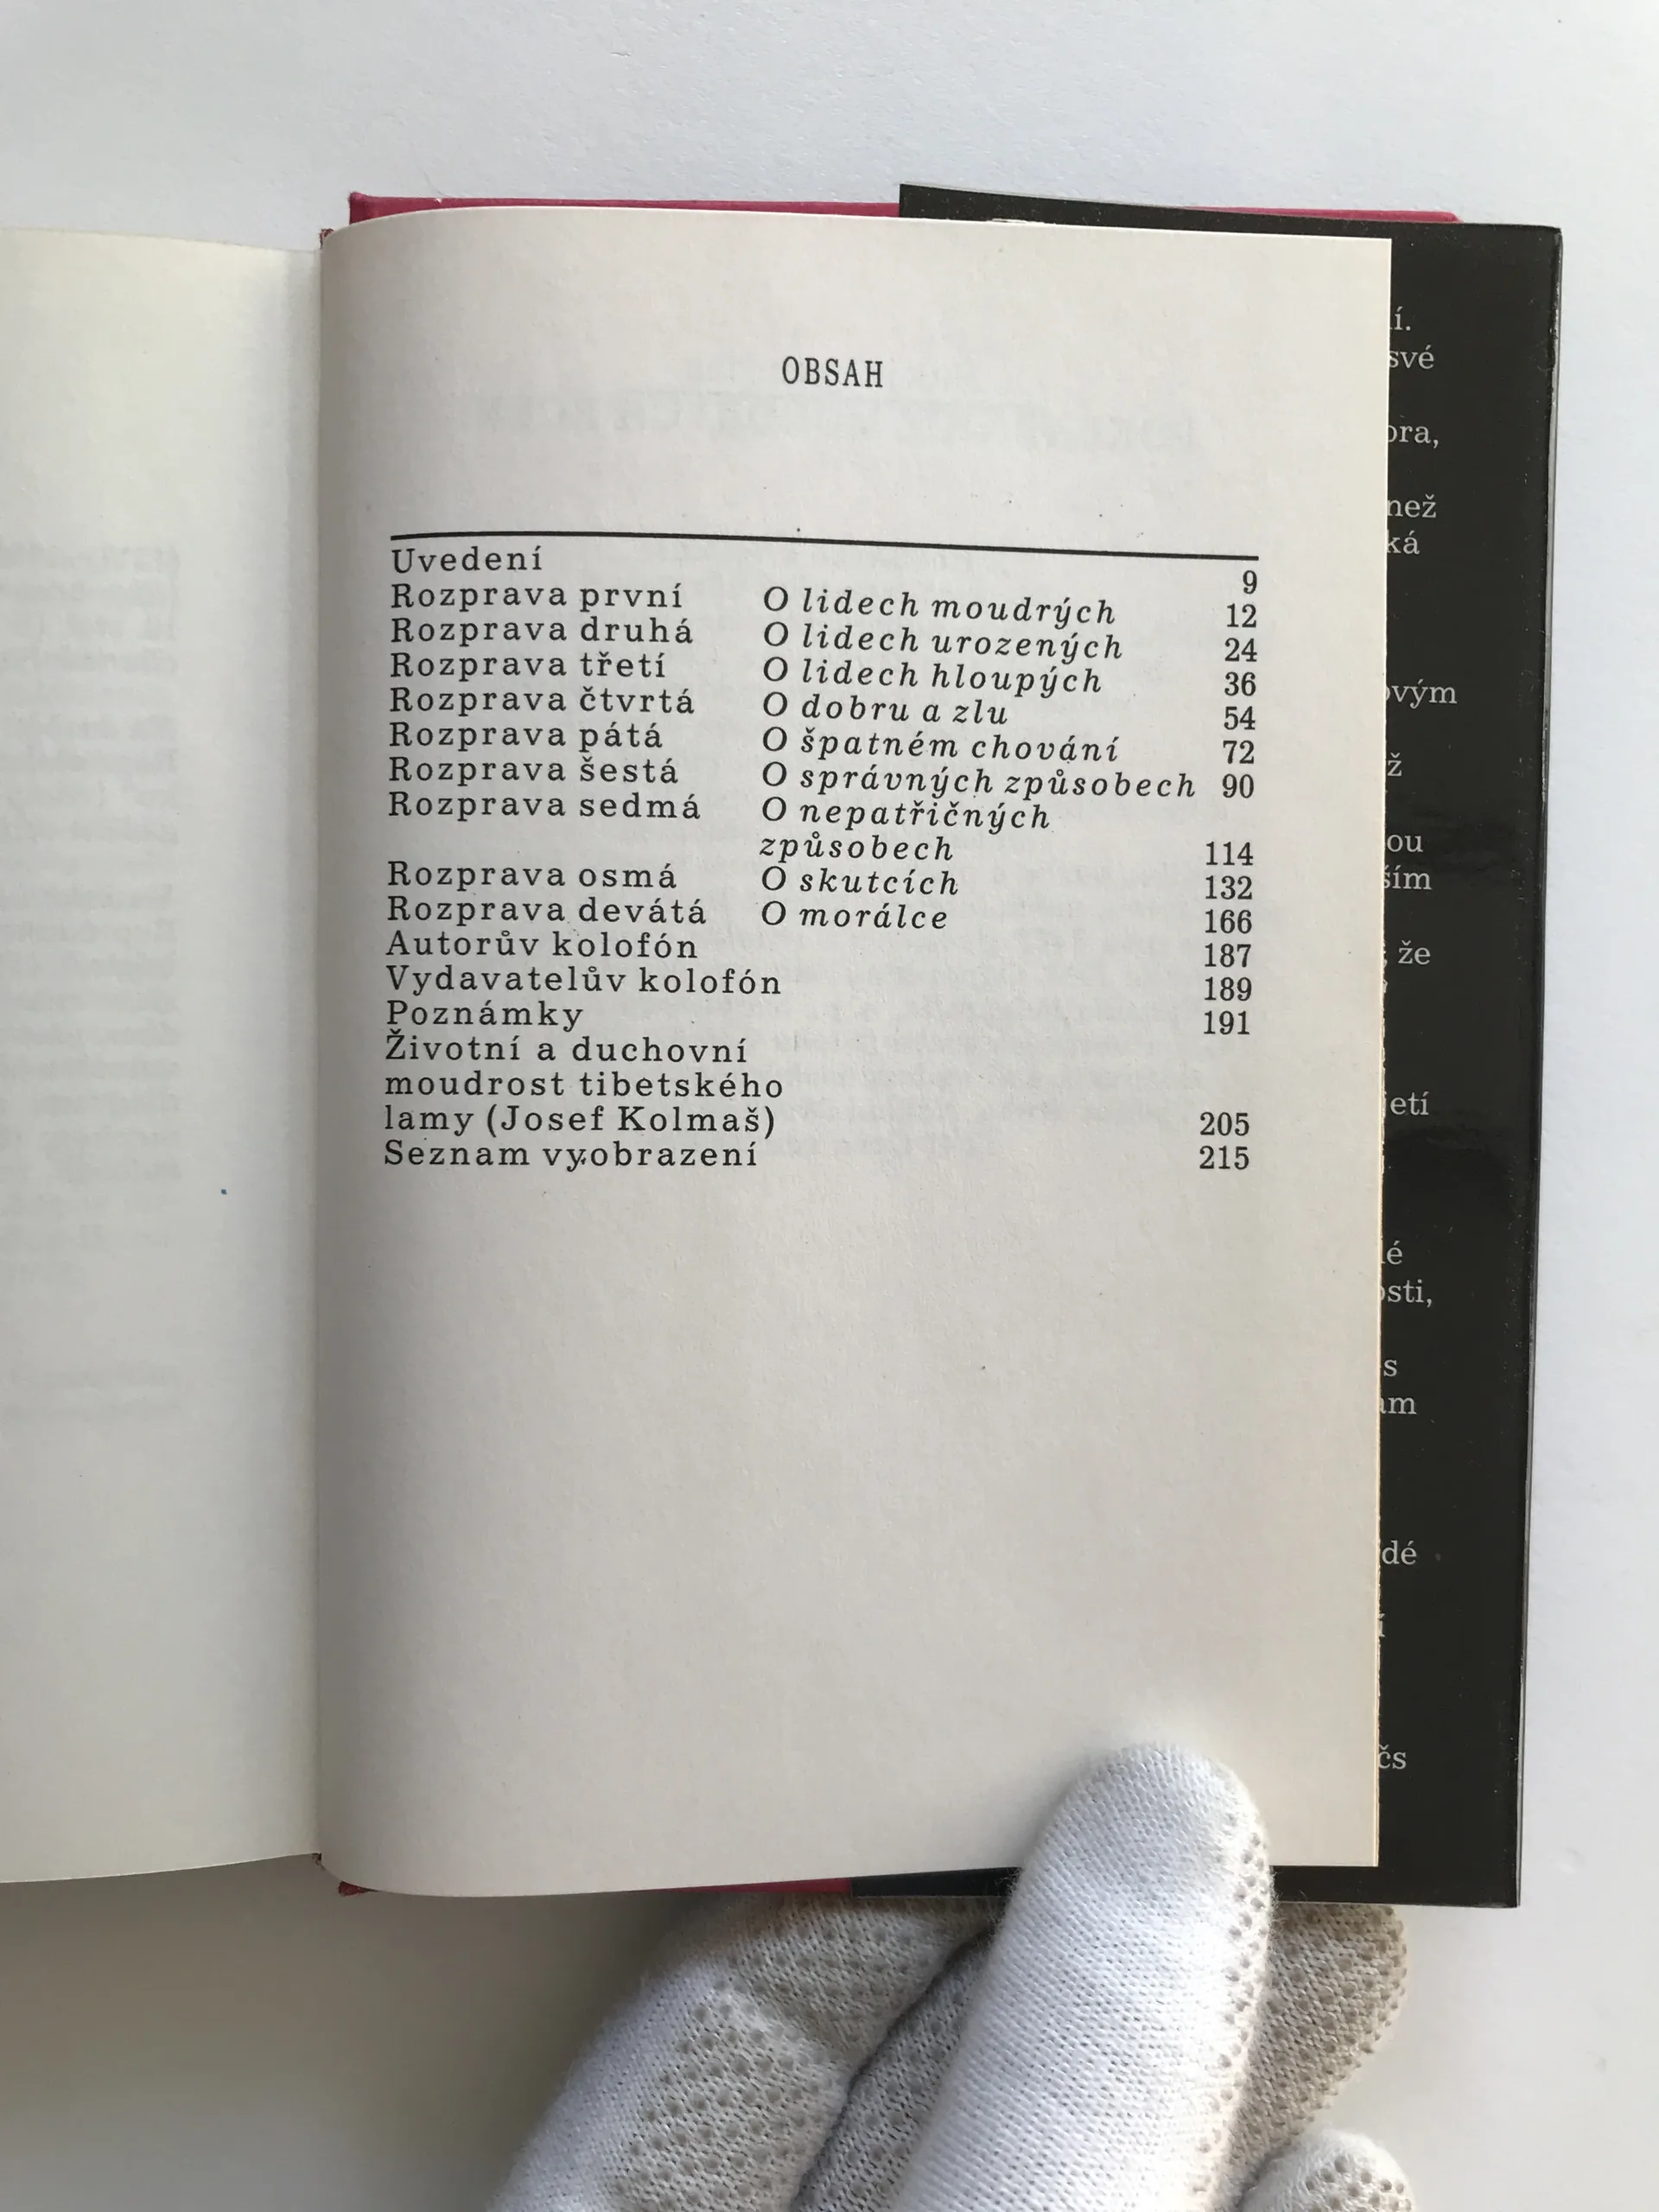 OBSAH
Uvedení 9
Rozprava první O lidech moudrých 12
Rozprava druhá O lidech urozených 24
Rozprava třetí O lidech hloupých 36
Rozprava čtvrtá O dobru a zlu 54
Rozprava pátá O špatném chování 72
Rozprava šestá O správných způsobech 90
Rozprava sedmá O nepatřičných
způsobech 114
Rozprava osmá O skutcích 132
Rozprava devátá O morálce 166
Autorův kolofón 187
Vydavatelův kolofón 189
Poznámky 191
Životní a duchovní
moudrost tibetského
lamy (Josef Kolmaš) 205
Seznam vyobrazení 215
své
než
že